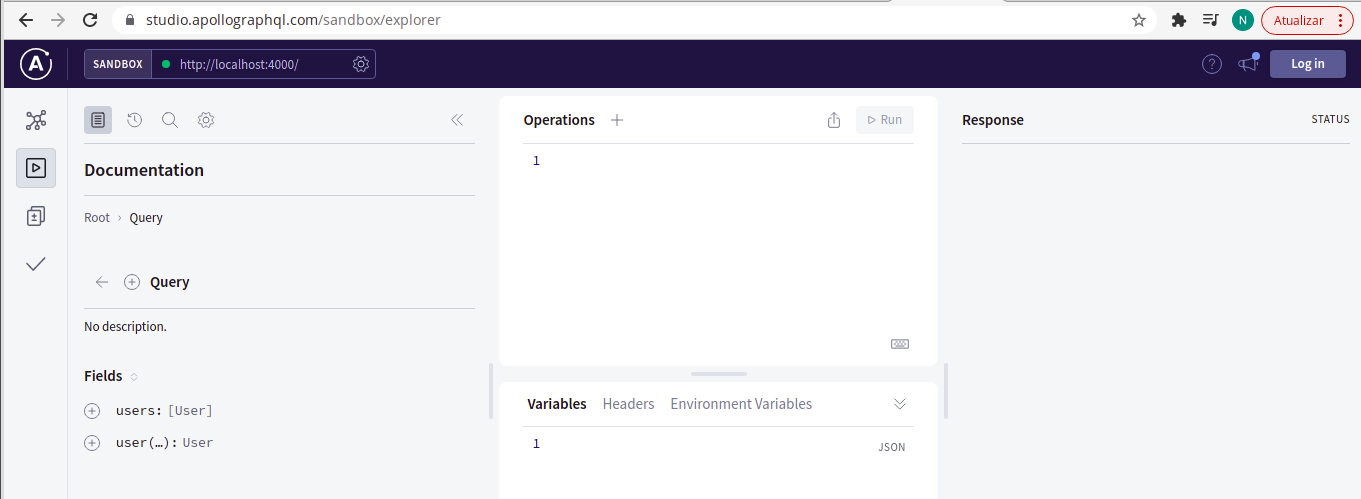 studio.apollographql.com/sandbox/explorer
N
Atualizar
A
SANDBOX
http://localhost:4000/
?
Log in
Documentation
Root › Query
Query
No description.
Fields
users: [User]
user(…): User
Operations
Run
1
Variables
Headers
Environment Variables
1
JSON
Response
STATUS